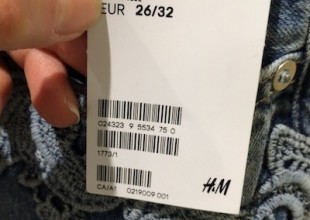 EUR 26/32
024323 9 5534 75 0
1773/1
CA/A1 0219009 001
H&M